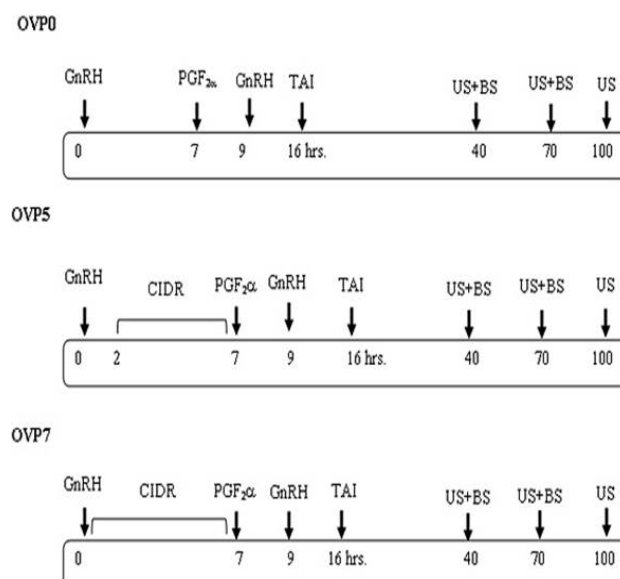 OVP0
GnRH PGF₂α GnRH TAI US+BS US+BS US
0 7 9 16 hrs. 40 70 100
OVP5
GnRH CIDR PGF₂α GnRH TAI US+BS US+BS US
0 2 7 9 16 hrs. 40 70 100
OVP7
GnRH CIDR PGF₂α GnRH TAI US+BS US+BS US
0 7 9 16 hrs. 40 70 100